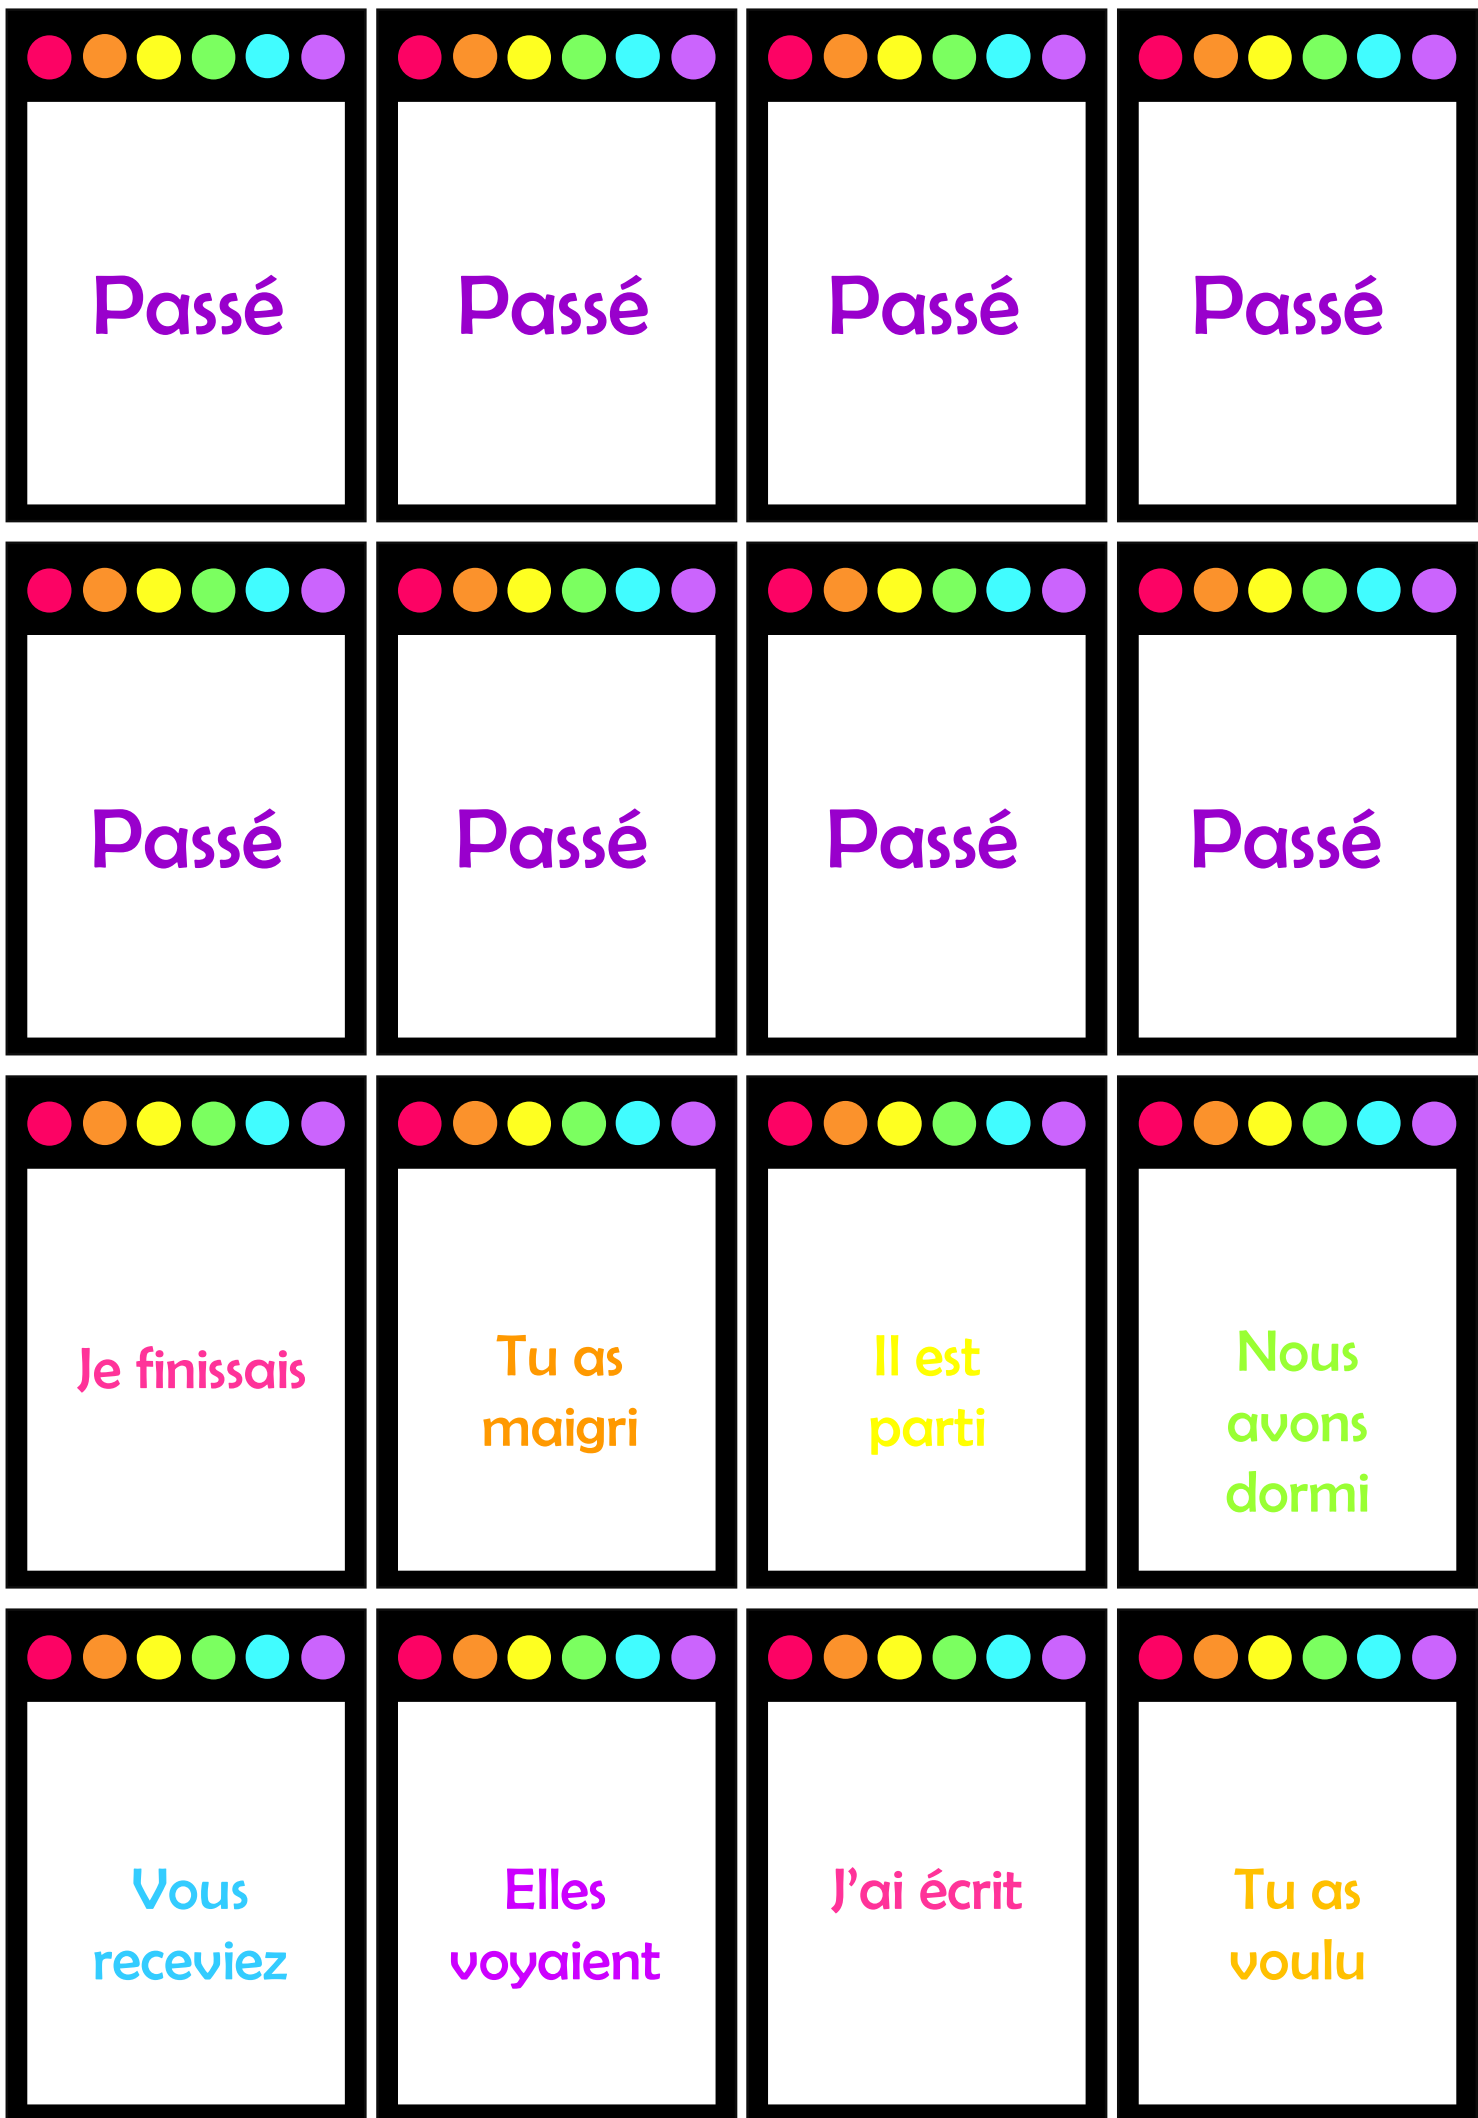 Passé
Passé
Passé
Passé
Passé
Passé
Passé
Passé
Je finissais
Tu as
maigri
Il est
parti
Nous
avons
dormi
Vous
receviez
Elles
voyaient
J'ai écrit
Tu as
voulu